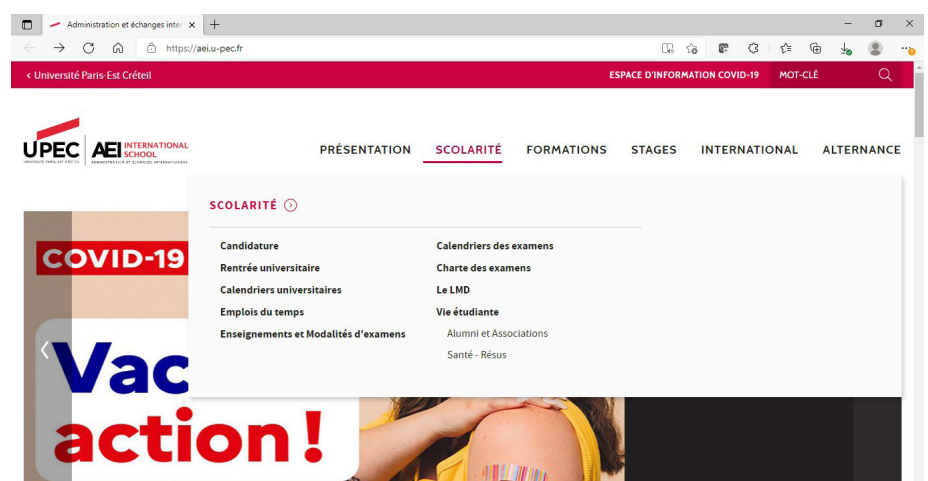 Administration et échanges inter
https://aei.u-pec.fr
‹ Université Paris-Est Créteil
ESPACE D'INFORMATION COVID-19
MOT-CLÉ
UPEC
AEI
INTERNATIONAL
SCHOOL
PRÉSENTATION
SCOLARITÉ
FORMATIONS
STAGES
INTERNATIONAL
ALTERNANCE
SCOLARITÉ
Candidature
Rentrée universitaire
Calendriers universitaires
Emplois du temps
Enseignements et Modalités d'examens
Calendriers des examens
Charte des examens
Le LMD
Vie étudiante
Alumni et Associations
Santé - Résus
COVID-19
Vac
action !